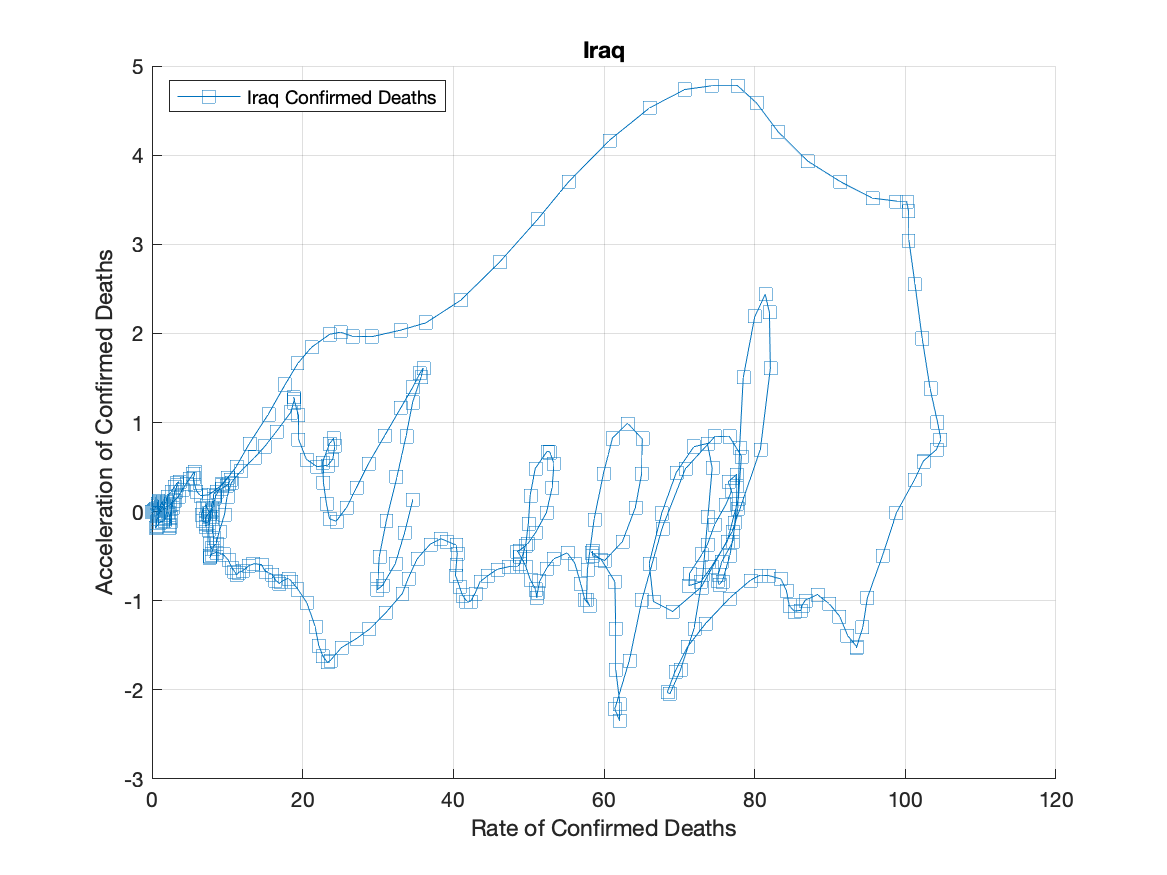 Iraq
Iraq Confirmed Deaths
5
4
3
2
1
0
-1
-2
-3
Acceleration of Confirmed Deaths
0 20 40 60 80 100 120
Rate of Confirmed Deaths